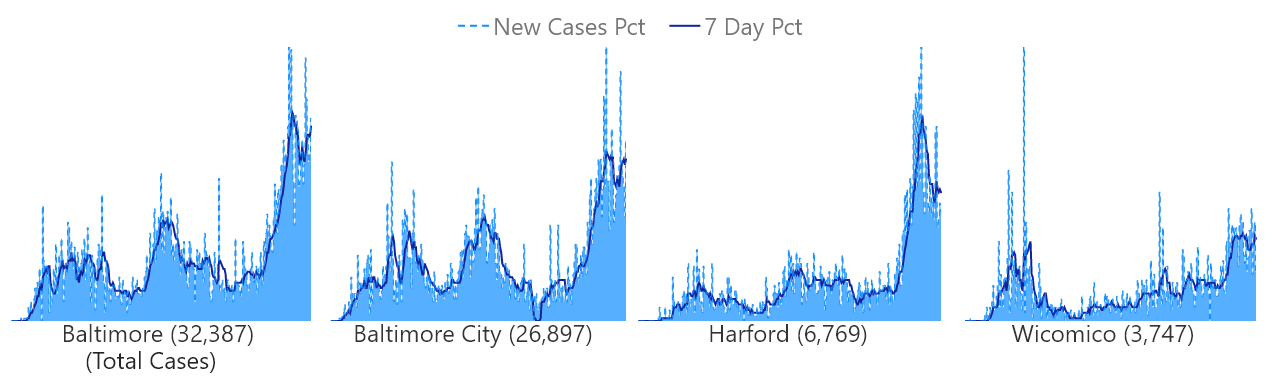 New Cases Pct 7 Day Pct
Baltimore (32,387) Baltimore City (26,897) Harford (6,769) Wicomico (3,747)
(Total Cases)